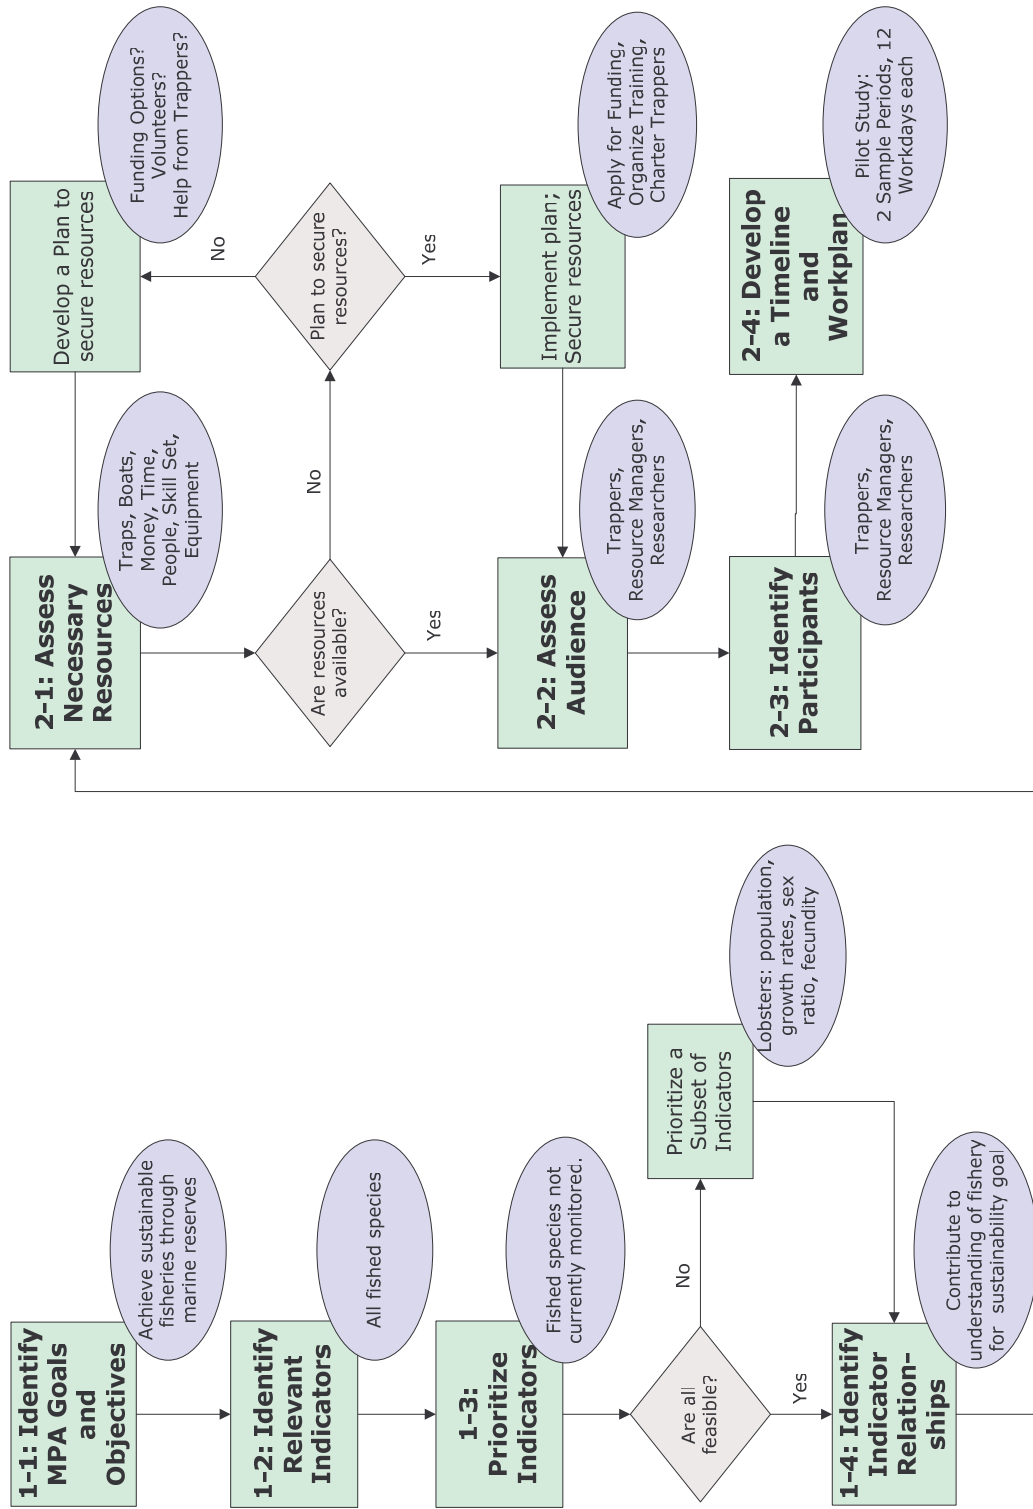 1–1: Identify
MPA Goals
and
Objectives
Achieve sustainable
fisheries through
marine reserves
1–2: Identify
Relevant
Indicators
All fished species
1–3:
Prioritize
Indicators
Fished species not
currently monitored.
Are all
feasible?
No
Yes
Prioritize a
Subset of
Indicators
Lobsters: population,
growth rates, sex
ratio, fecundity
1–4: Identify
Indicator
Relation–
ships
Contribute to
understanding of fishery
for sustainability goal
2–1: Assess
Necessary
Resources
Traps, Boats,
Money, Time,
People, Skill Set,
Equipment
Develop a Plan to
secure resources
Funding Options?
Volunteers?
Help from Trappers?
Are resources
available?
No
Yes
Plan to secure
resources?
No
Yes
2–2: Assess
Audience
Trappers,
Resource Managers,
Researchers
Implement plan;
Secure resources
Apply for Funding,
Organize Training,
Charter Trappers
2–3: Identify
Participants
Trappers,
Resource Managers,
Researchers
2–4: Develop
a Timeline
and
Workplan
Pilot Study:
2 Sample Periods, 12
Workdays each